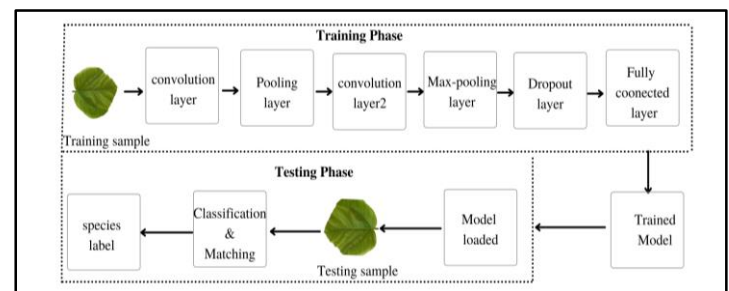 Training Phase
convolution
layer
Pooling
layer
convolution
layer2
Max-pooling
layer
Dropout
layer
Fully
coonected
layer
Training sample
Testing Phase
species
label
Classification
&
Matching
Testing sample
Model
loaded
Trained
Model